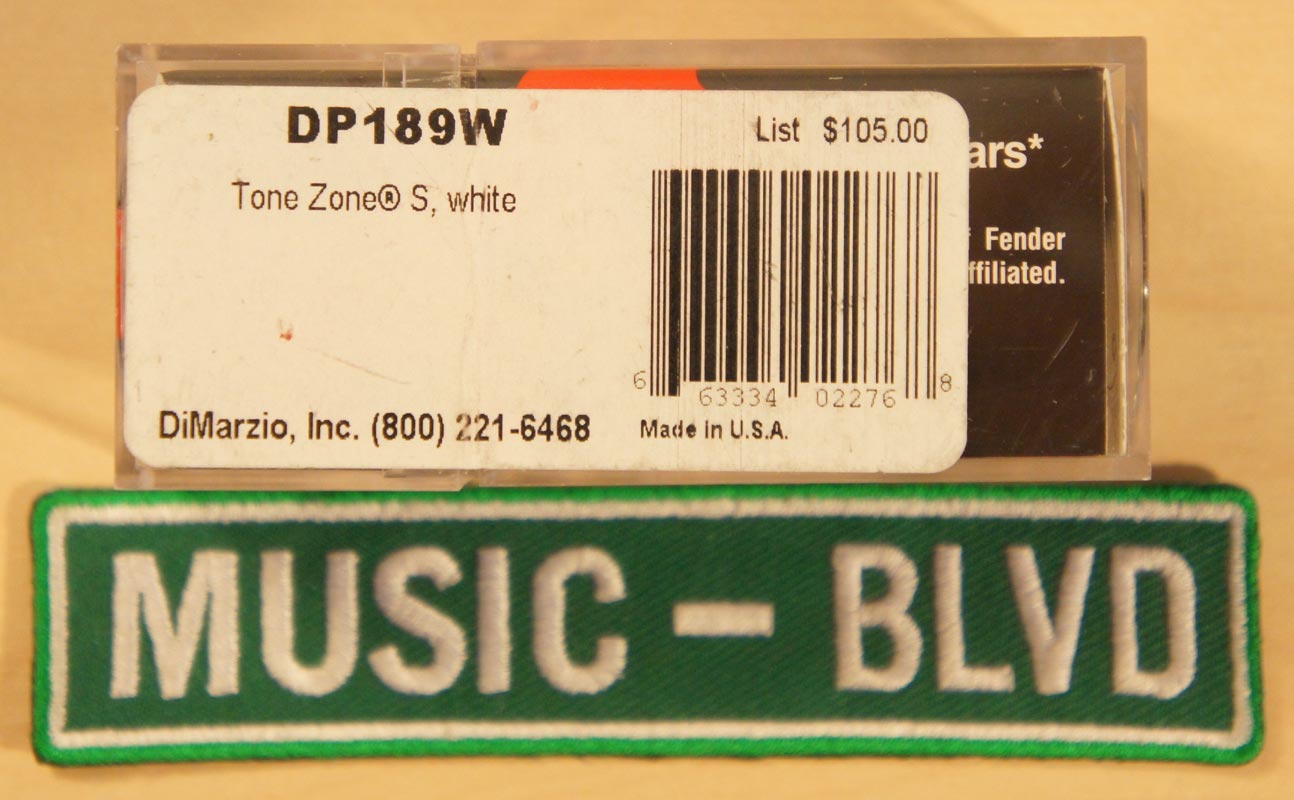 DP189W
List $105.00
Tone Zone® S, white
ars*
Fender
ffiliated.
6 63334 02276 8
DiMarzio, Inc. (800) 221-6468
Made in U.S.A.
MUSIC - BLVD